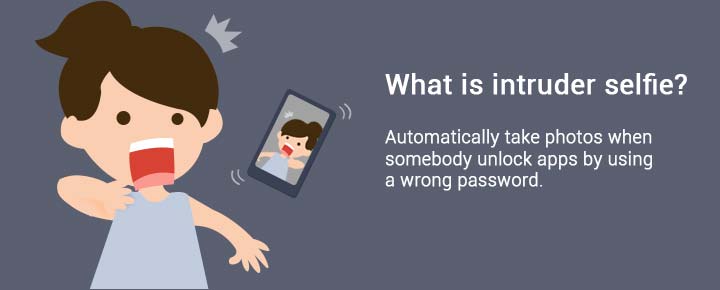 What is intruder selfie?
Automatically take photos when
somebody unlock apps by using
a wrong password.